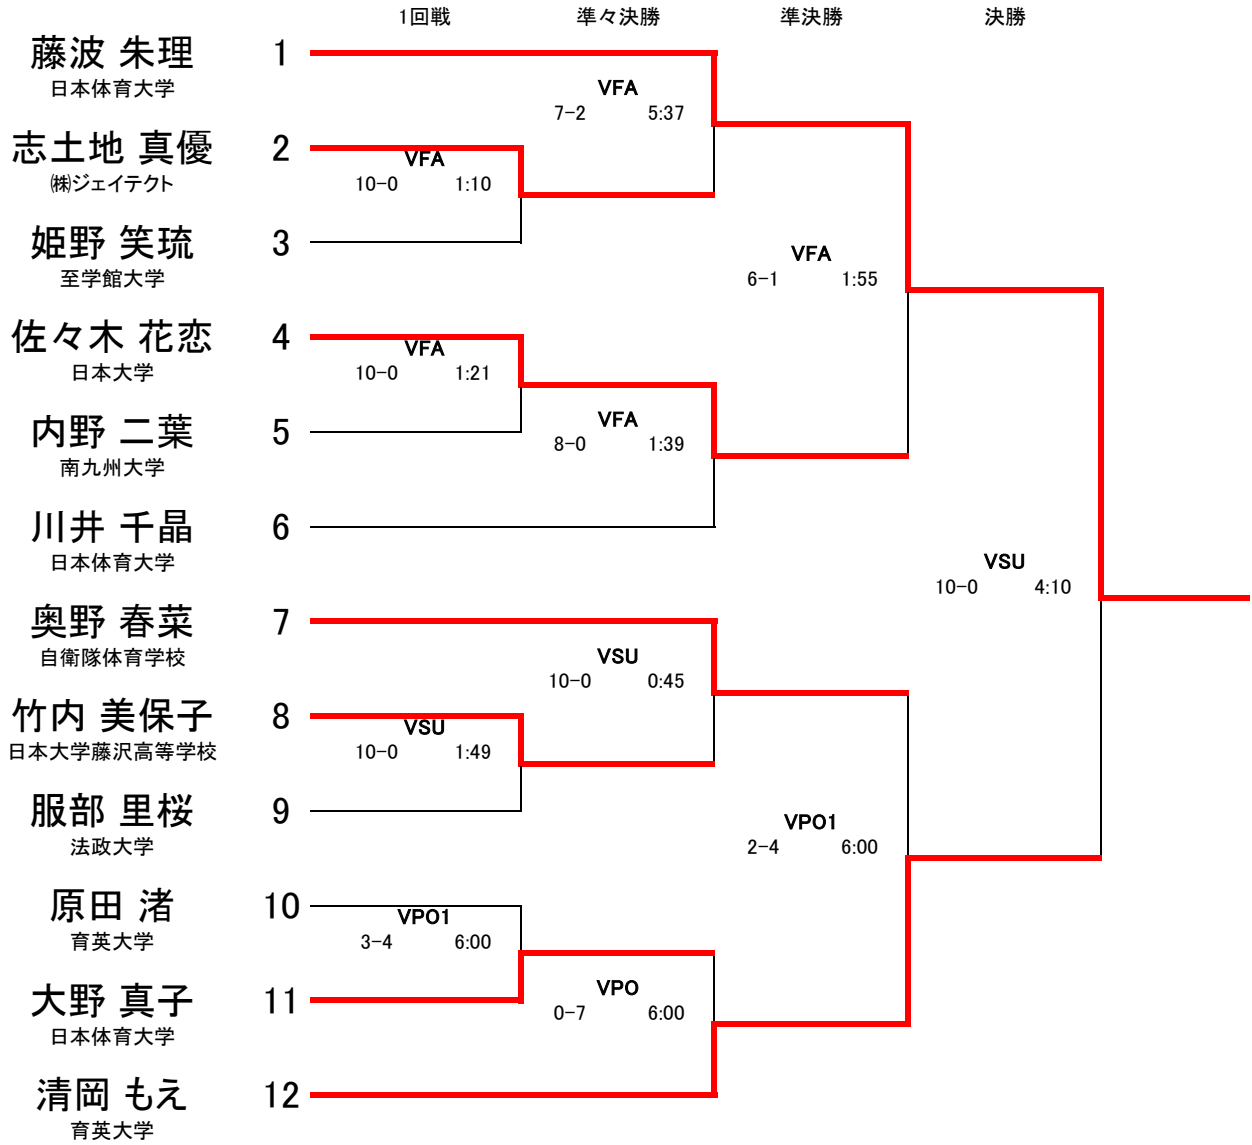 1回戦 準々決勝 準決勝 決勝
藤波 朱理 1
日本体育大学
VFA
7-2 5:37
志土地 真優 2
㈱ジェイテクト
VFA
10-0 1:10
姫野 笑琉 3
至学館大学
VFA
6-1 1:55
佐々木 花恋 4
日本大学
VFA
10-0 1:21
内野 二葉 5
南九州大学
VFA
8-0 1:39
川井 千晶 6
日本体育大学
VSU
10-0 4:10
奥野 春菜 7
自衛隊体育学校
VSU
10-0 0:45
竹内 美保子 8
日本大学藤沢高等学校
VSU
10-0 1:49
服部 里桜 9
法政大学
VPO1
2-4 6:00
原田 渚 10
育英大学
VPO1
3-4 6:00
大野 真子 11
日本体育大学
VPO
0-7 6:00
清岡 もえ 12
育英大学